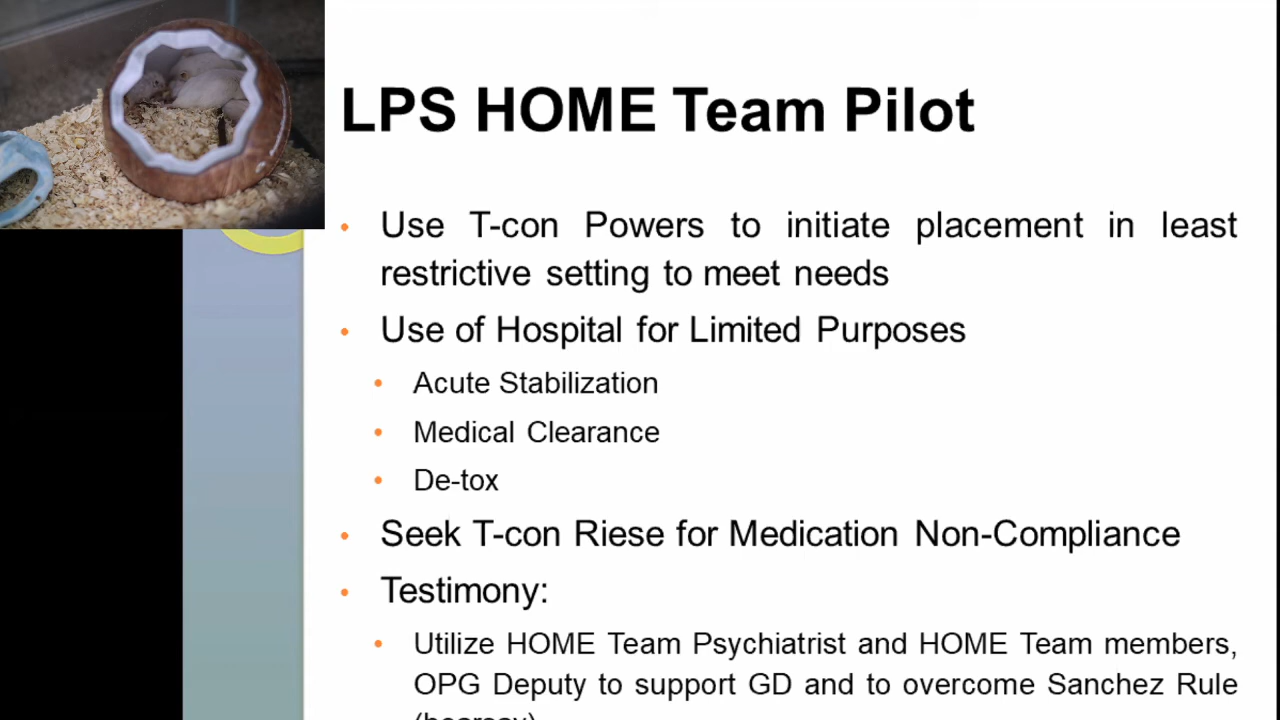 LPS HOME Team Pilot
Use T-con Powers to initiate placement in least
restrictive setting to meet needs
Use of Hospital for Limited Purposes
Acute Stabilization
Medical Clearance
De-tox
Seek T-con Riese for Medication Non-Compliance
Testimony:
Utilize HOME Team Psychiatrist and HOME Team members,
OPG Deputy to support GD and to overcome Sanchez Rule
(hearsay)